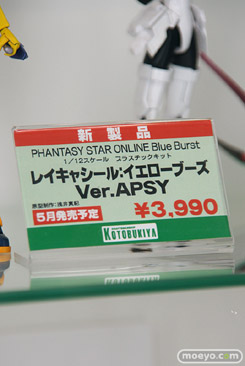 新製品
PHANTASY STAR ONLINE Blue Burst
1/12スケール プラスチックキット
レイキャシール:イエローブーズ
Ver.APSY
原型制作:浅井真紀
5月発売予定
¥3,990
KOTOBUKIYA
moeyo.com